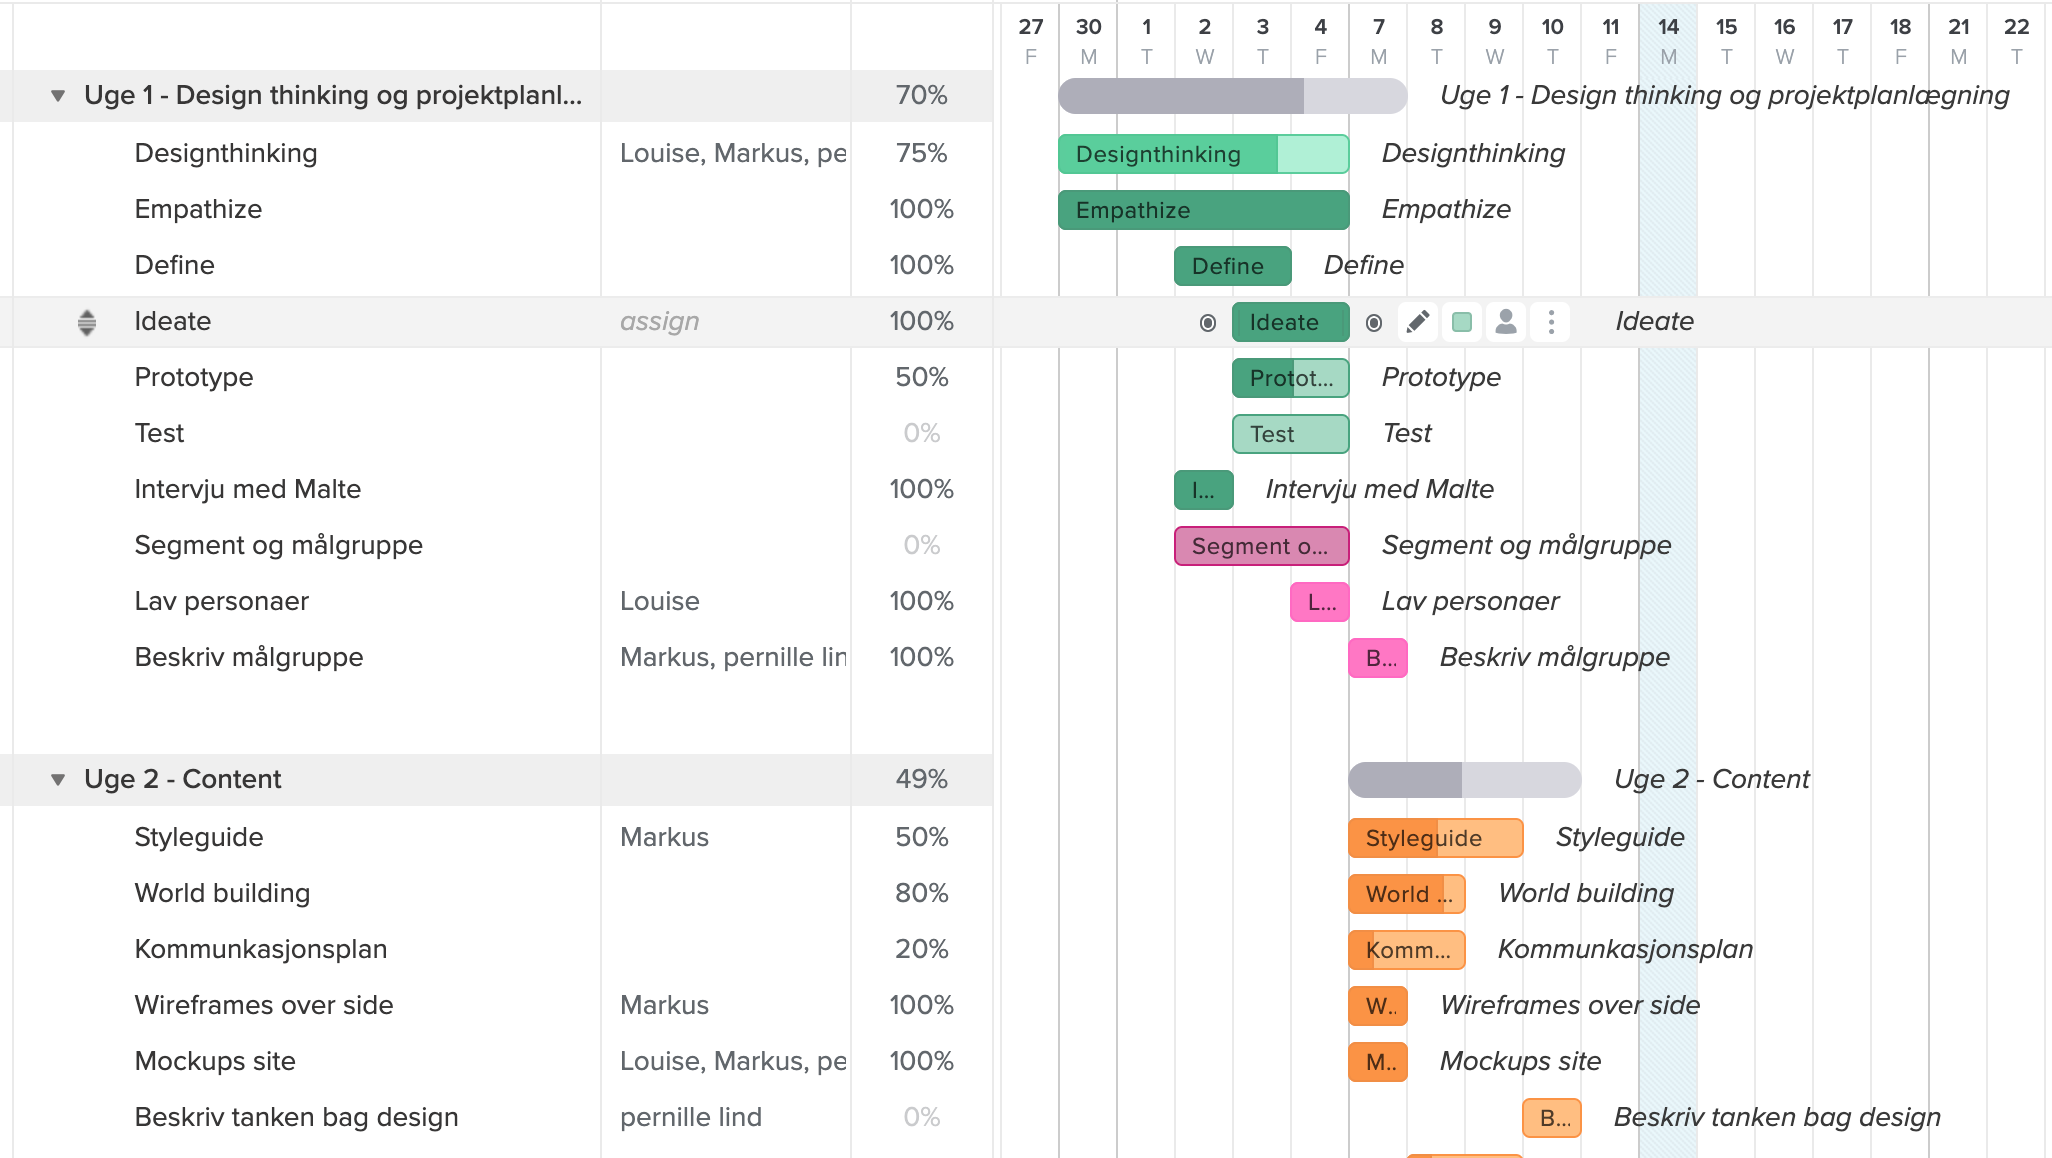 27 30 1 2 3 4 7 8 9 10 11 14 15 16 17 18 21 22
F M T W T F M T W T F M T W T F M T
Uge 1 - Design thinking og projektplanl... 70% Uge 1 - Design thinking og projektplanlægning
Designthinking Louise, Markus, pe 75% Designthinking Designthinking
Empathize 100% Empathize Empathize
Define 100% Define Define
Ideate assign 100% Ideate Ideate
Prototype 50% Protot... Prototype
Test 0% Test Test
Intervju med Malte 100% I... Intervju med Malte
Segment og målgruppe 0% Segment o... Segment og målgruppe
Lav personaer Louise 100% L... Lav personaer
Beskriv målgruppe Markus, pernille lin 100% B... Beskriv målgruppe
Uge 2 - Content 49% Uge 2 - Content
Styleguide Markus 50% Styleguide Styleguide
World building 80% World ... World building
Kommunkasjonsplan 20% Komm... Kommunkasjonsplan
Wireframes over side Markus 100% W.. Wireframes over side
Mockups site Louise, Markus, pe 100% M.. Mockups site
Beskriv tanken bag design pernille lind 0% B... Beskriv tanken bag design